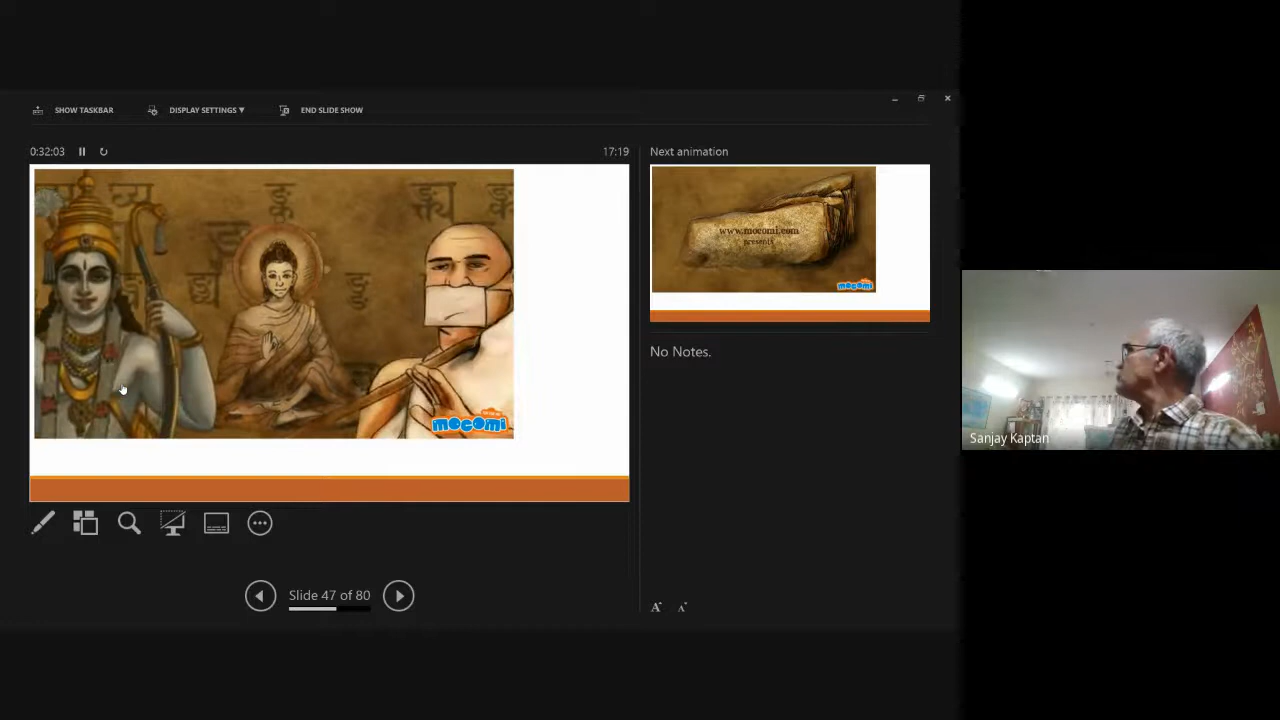 SHOW TASKBAR
DISPLAY SETTINGS ▼
END SLIDE SHOW
0:32:03
17:19
Next animation
www.mocomi.com
presents
mocomi
No Notes.
घ्य
ङ्क
ङ्क्य
mocomi
Sanjay Kaptan
Slide 47 of 80
A
A